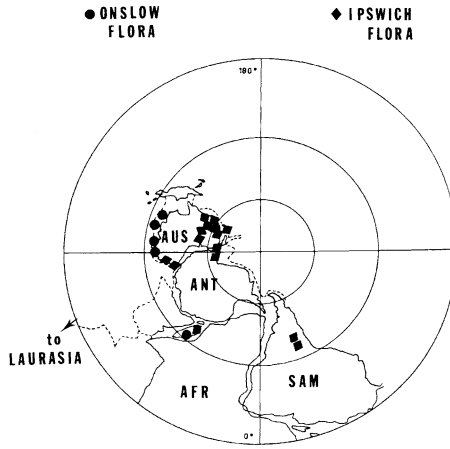 ● ONSLOW
FLORA
◆ IPSWICH
FLORA
180°
AUS
ANT
to
LAURASIA
AFR
SAM
0°